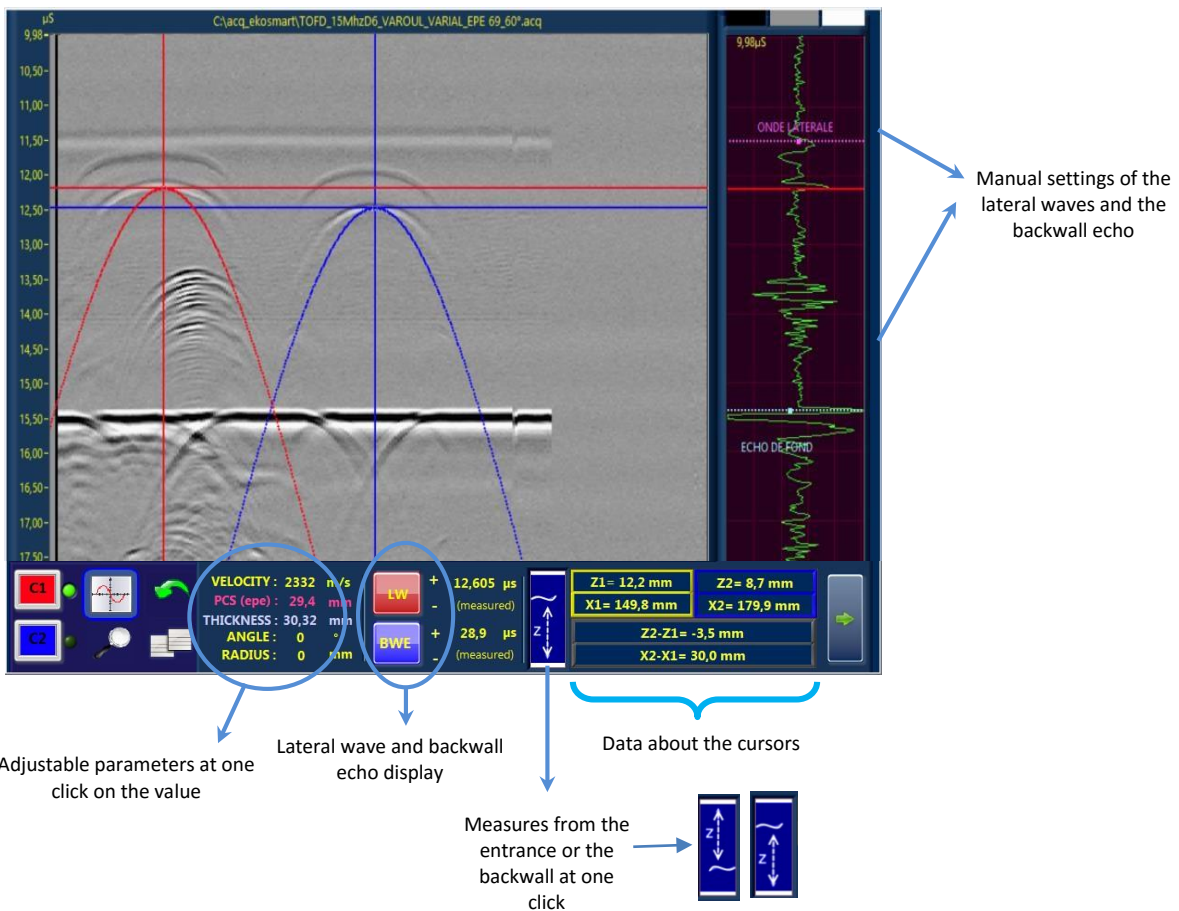 µS
C:\acq_ekosmart\TOFD_15MhzD6_VAROUL_VARIAL_EPE 69_60°.acq
9,98
10,50
11,00
11,50
12,00
12,50
13,00
13,50
14,00
14,50
15,00
15,50
16,00
16,50
17,00
17,50
9,98µS
ONDE LATERALE
ECHO DE FOND
Manual settings of the
lateral waves and the
backwall echo
C1
C2
VELOCITY : 2332 m/s
PCS (epe) : 29,4 mm
THICKNESS : 30,32 mm
ANGLE : 0 °
RADIUS : 0 mm
LW
+ 12,605 µs
- (measured)
BWE
+ 28,9 µs
- (measured)
Z
Z1= 12,2 mm
Z2= 8,7 mm
X1= 149,8 mm
X2= 179,9 mm
Z2-Z1= -3,5 mm
X2-X1= 30,0 mm
Adjustable parameters at one
click on the value
Lateral wave and backwall
echo display
Data about the cursors
Measures from the
entrance or the
backwall at one
click
Z
Z